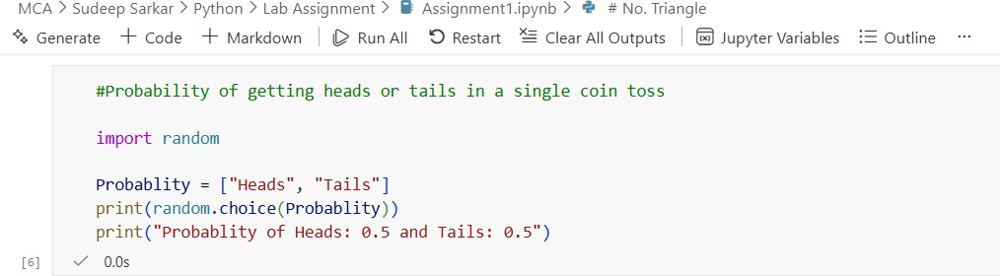 MCA > Sudeep Sarkar > Python > Lab Assignment > Assignment1.ipynb > # No. Triangle
Generate + Code + Markdown | Run All Restart Clear All Outputs | Jupyter Variables Outline ...
#Probability of getting heads or tails in a single coin toss
import random
Probablity = ["Heads", "Tails"]
print(random.choice(Probablity))
print("Probablity of Heads: 0.5 and Tails: 0.5")
[6] ✓ 0.0s